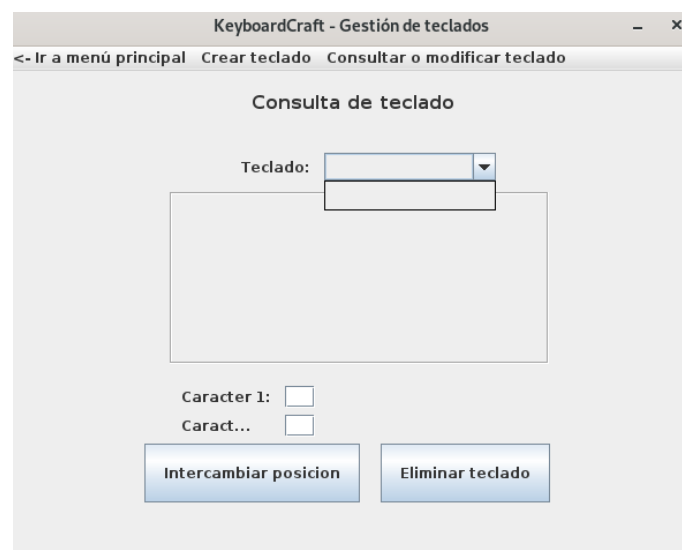 KeyboardCraft - Gestión de teclados
<- Ir a menú principal Crear teclado Consultar o modificar teclado
Consulta de teclado
Teclado:
Caracter 1:
Caract...
Intercambiar posicion Eliminar teclado